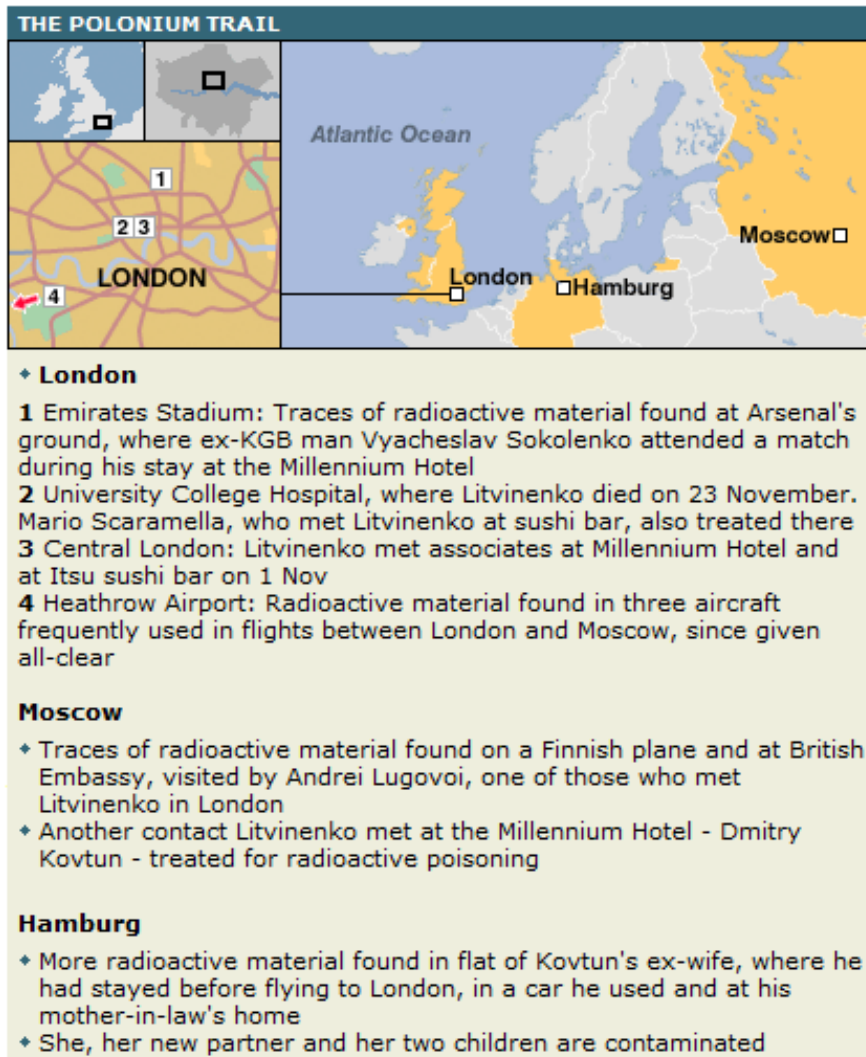 THE POLONIUM TRAIL
Atlantic Ocean
1
2 3
Moscow
LONDON
London
Hamburg
4
London
1 Emirates Stadium: Traces of radioactive material found at Arsenal's
ground, where ex-KGB man Vyacheslav Sokolenko attended a match
during his stay at the Millennium Hotel
2 University College Hospital, where Litvinenko died on 23 November.
Mario Scaramella, who met Litvinenko at sushi bar, also treated there
3 Central London: Litvinenko met associates at Millennium Hotel and
at Itsu sushi bar on 1 Nov
4 Heathrow Airport: Radioactive material found in three aircraft
frequently used in flights between London and Moscow, since given
all-clear
Moscow
Traces of radioactive material found on a Finnish plane and at British
Embassy, visited by Andrei Lugovoi, one of those who met
Litvinenko in London
Another contact Litvinenko met at the Millennium Hotel - Dmitry
Kovtun - treated for radioactive poisoning
Hamburg
More radioactive material found in flat of Kovtun's ex-wife, where he
had stayed before flying to London, in a car he used and at his
mother-in-law's home
She, her new partner and her two children are contaminated